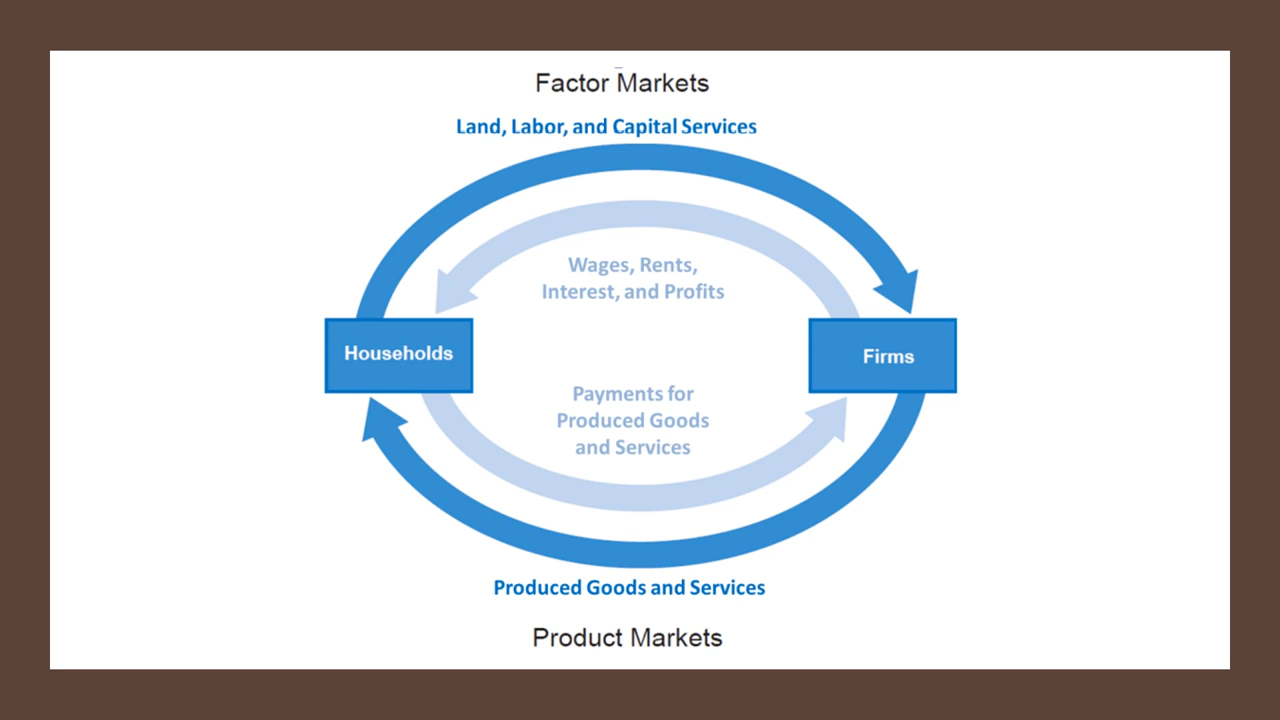 Factor Markets
Land, Labor, and Capital Services
Wages, Rents,
Interest, and Profits
Households
Firms
Payments for
Produced Goods
and Services
Produced Goods and Services
Product Markets